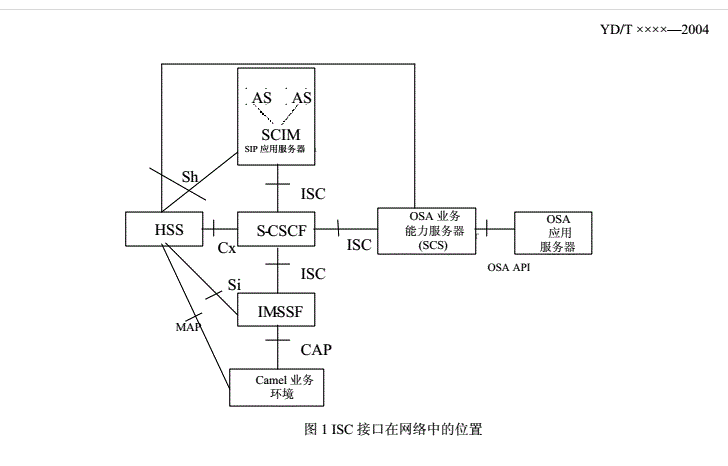 YD/T ××××—2004
AS AS
SCIM
SIP 应用服务器
Sh
ISC
HSS
Cx
S-CSCF
ISC
OSA 业务
能力服务器
(SCS)
OSA
应用
服务器
OSA API
ISC
Si
IM-SSF
MAP
CAP
Camel 业务
环境
图 1 ISC 接口在网络中的位置